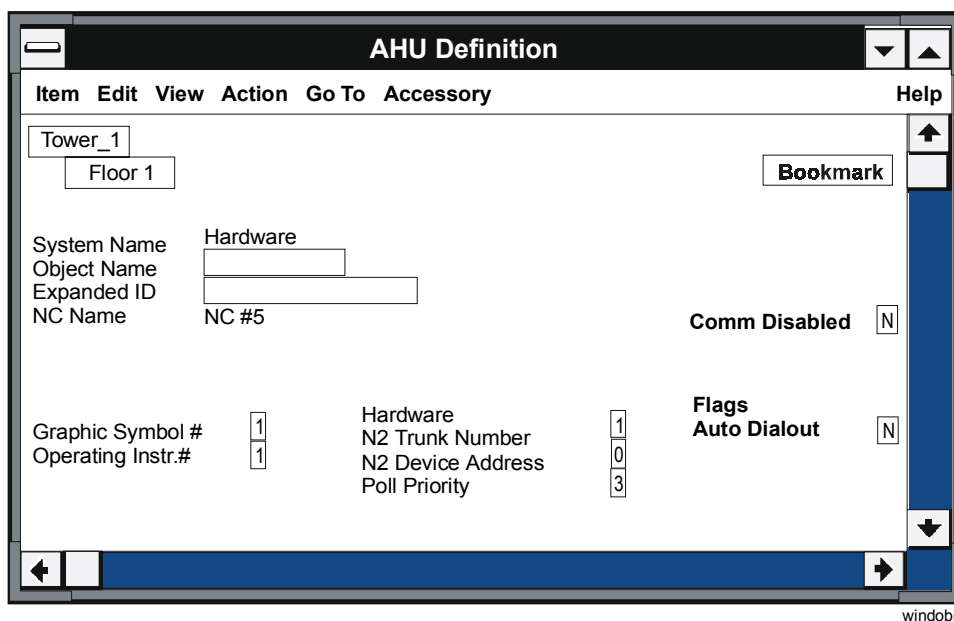 AHU Definition
Item Edit View Action Go To Accessory Help
Tower_1
Floor 1
Bookmark
System Name Hardware
Object Name
Expanded ID
NC Name NC #5
Comm Disabled N
Graphic Symbol # 1
Operating Instr.# 1
Hardware
N2 Trunk Number 1
N2 Device Address 0
Poll Priority 3
Flags
Auto Dialout N